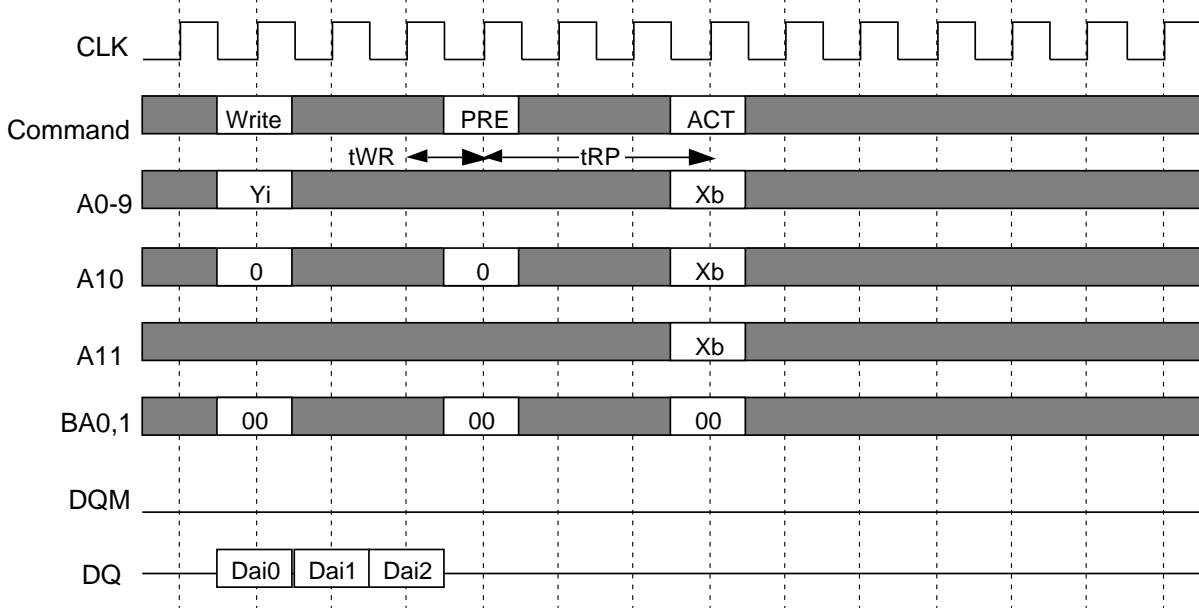 CLK
Command Write PRE ACT
tWR tRP
A0-9 Yi Xb
A10 0 0 Xb
A11 Xb
BA0,1 00 00 00
DQM
DQ Dai0 Dai1 Dai2